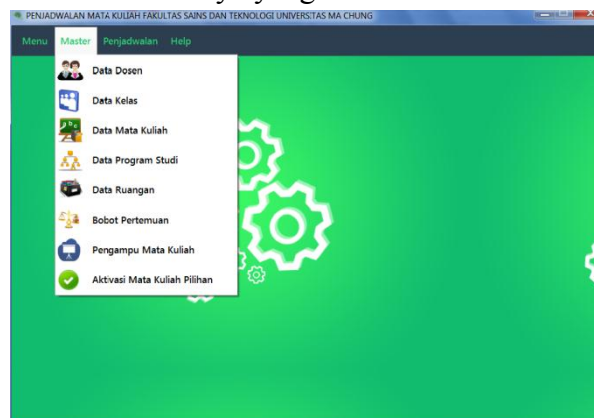 PENJADWALAN MATA KULIAH FAKULTAS SAINS DAN TEKNOLOGI UNIVERSITAS MA CHUNG
Menu Master Penjadwalan Help
Data Dosen
Data Kelas
Data Mata Kuliah
Data Program Studi
Data Ruangan
Bobot Pertemuan
Pengampu Mata Kuliah
Aktivasi Mata Kuliah Pilihan